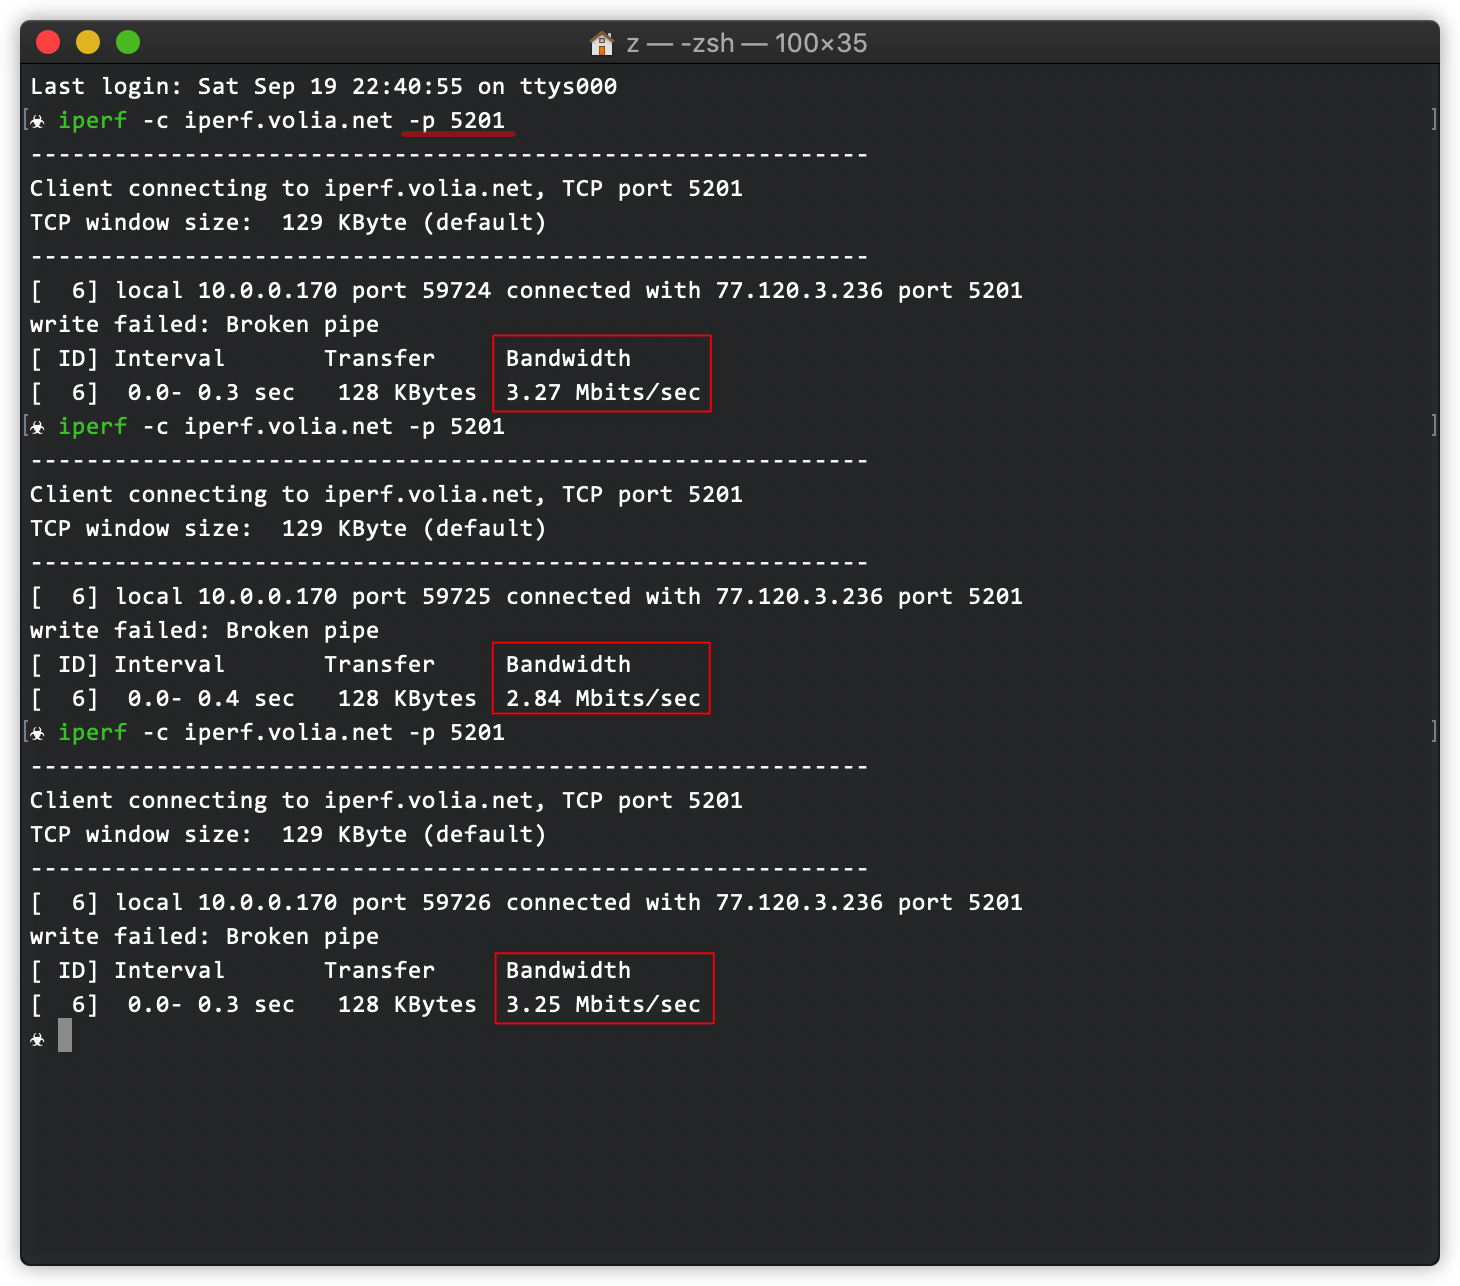 z — -zsh — 100×35
Last login: Sat Sep 19 22:40:55 on ttys000
[☣ iperf -c iperf.volia.net -p 5201 ]
------------------------------------------------------------
Client connecting to iperf.volia.net, TCP port 5201
TCP window size:  129 KByte (default)
------------------------------------------------------------
[  6] local 10.0.0.170 port 59724 connected with 77.120.3.236 port 5201
write failed: Broken pipe
[ ID] Interval       Transfer     Bandwidth
[  6]  0.0- 0.3 sec   128 KBytes  3.27 Mbits/sec
[☣ iperf -c iperf.volia.net -p 5201 ]
------------------------------------------------------------
Client connecting to iperf.volia.net, TCP port 5201
TCP window size:  129 KByte (default)
------------------------------------------------------------
[  6] local 10.0.0.170 port 59725 connected with 77.120.3.236 port 5201
write failed: Broken pipe
[ ID] Interval       Transfer     Bandwidth
[  6]  0.0- 0.4 sec   128 KBytes  2.84 Mbits/sec
[☣ iperf -c iperf.volia.net -p 5201 ]
------------------------------------------------------------
Client connecting to iperf.volia.net, TCP port 5201
TCP window size:  129 KByte (default)
------------------------------------------------------------
[  6] local 10.0.0.170 port 59726 connected with 77.120.3.236 port 5201
write failed: Broken pipe
[ ID] Interval       Transfer     Bandwidth
[  6]  0.0- 0.3 sec   128 KBytes  3.25 Mbits/sec
☣